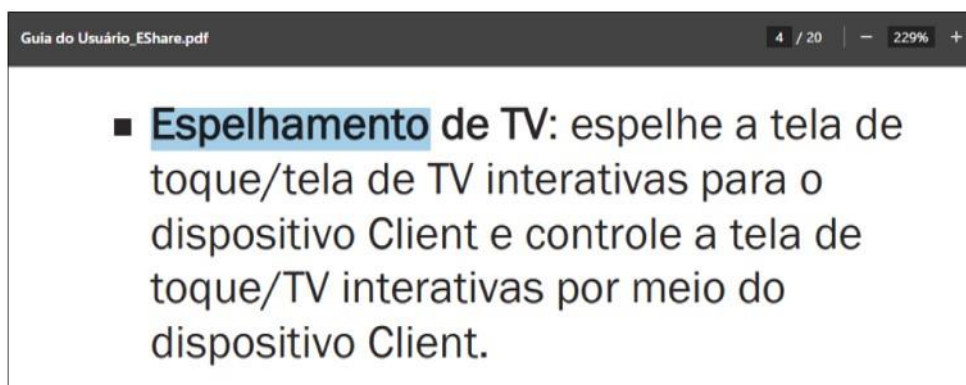 Guia do Usuário_EShare.pdf 4 / 20 − 229% +
▪ Espelhamento de TV: espelhe a tela de
toque/tela de TV interativas para o
dispositivo Client e controle a tela de
toque/TV interativas por meio do
dispositivo Client.